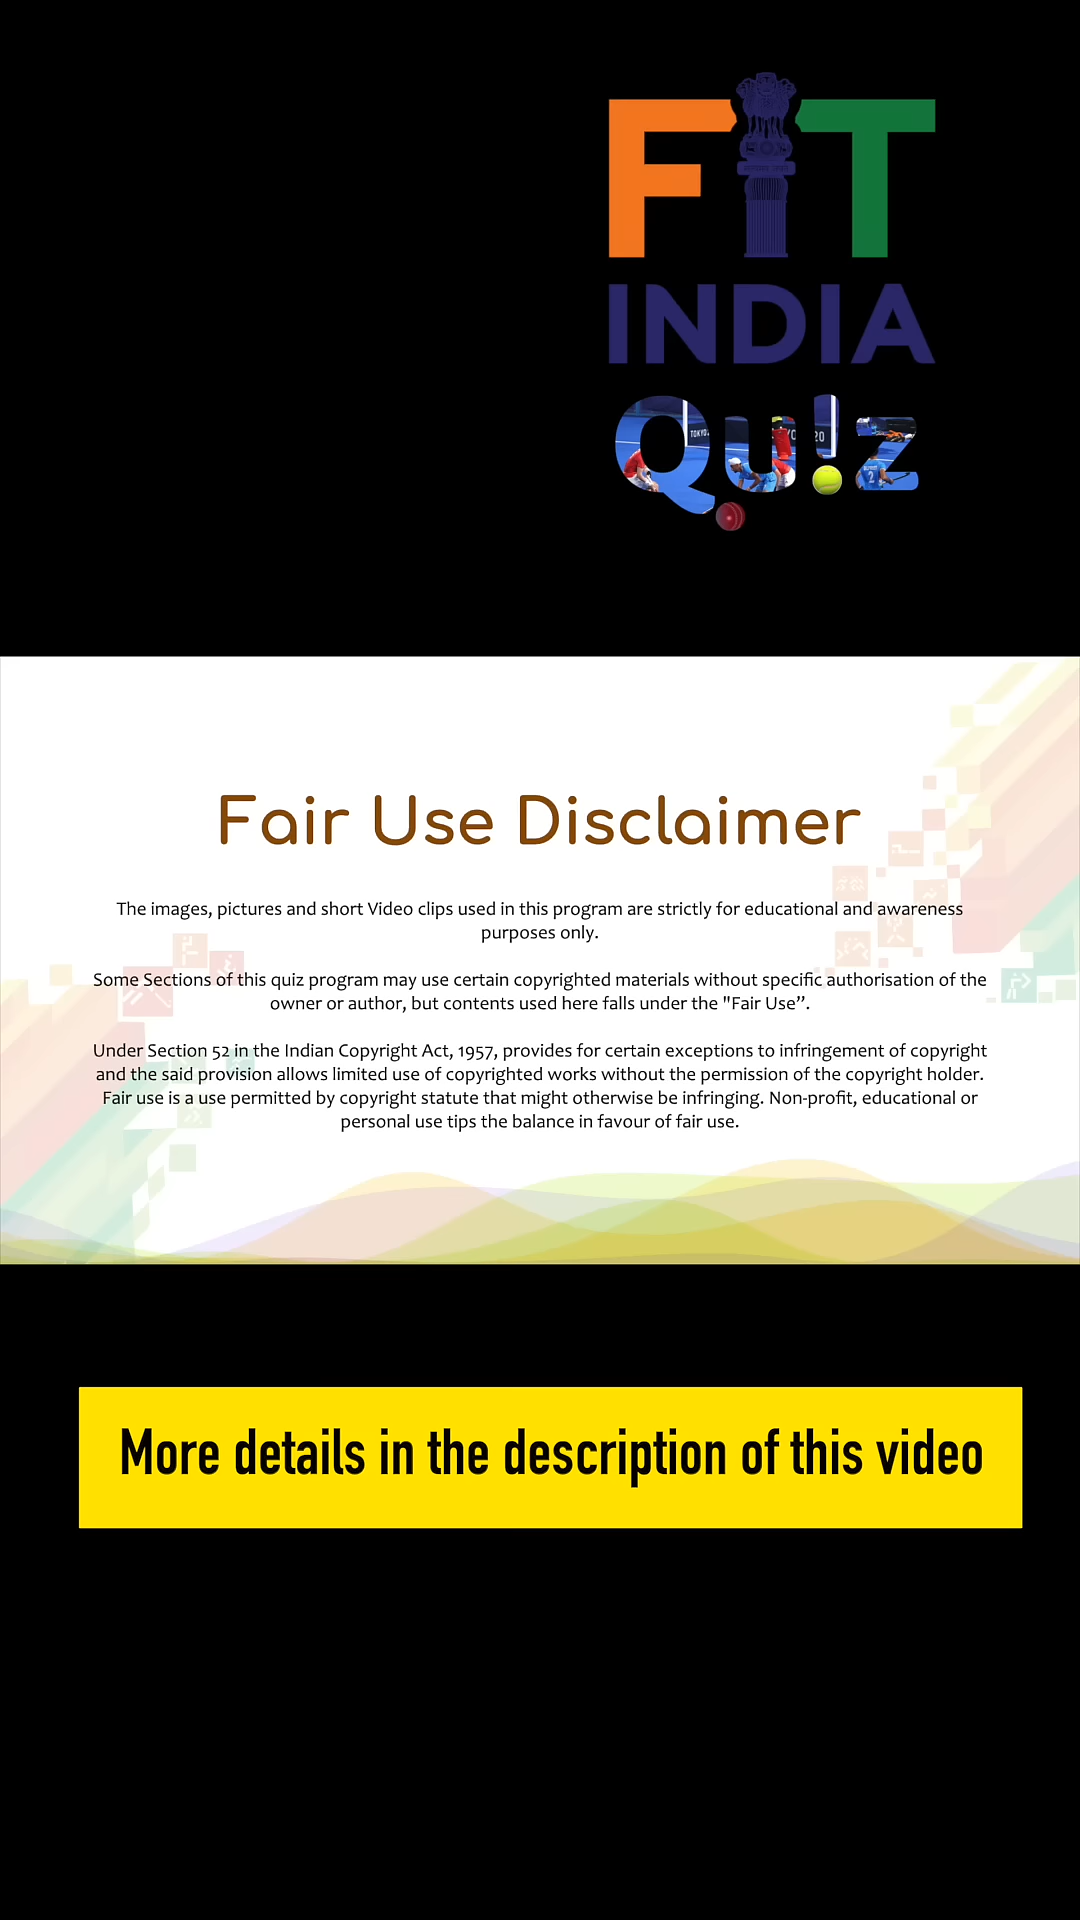 FIT
INDIA
Quiz
Fair Use Disclaimer
The images, pictures and short Video clips used in this program are strictly for educational and awareness
purposes only.
Some Sections of this quiz program may use certain copyrighted materials without specific authorisation of the
owner or author, but contents used here falls under the "Fair Use”.
Under Section 52 in the Indian Copyright Act, 1957, provides for certain exceptions to infringement of copyright
and the said provision allows limited use of copyrighted works without the permission of the copyright holder.
Fair use is a use permitted by copyright statute that might otherwise be infringing. Non-profit, educational or
personal use tips the balance in favour of fair use.
More details in the description of this video